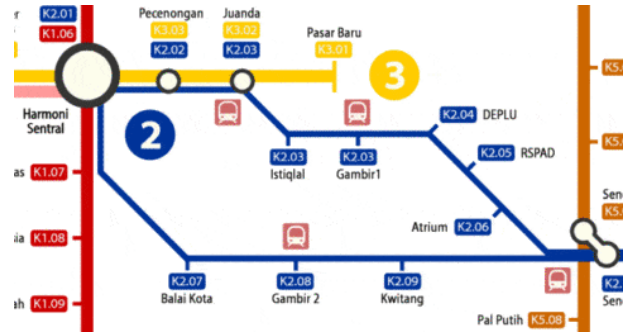 K2.01
K1.06
Harmoni
Sentral
K1.07
K1.08
K1.09
2
Pecenongan
K3.03
K2.02
Juanda
K3.02
K2.03
Pasar Baru
K3.01
3
K2.03
Istiqlal
K2.03
Gambir1
K2.04 DEPLU
K2.05 RSPAD
Atrium K2.06
K2.07
Balai Kota
K2.08
Gambir 2
K2.09
Kwitang
Pal Putih K5.08